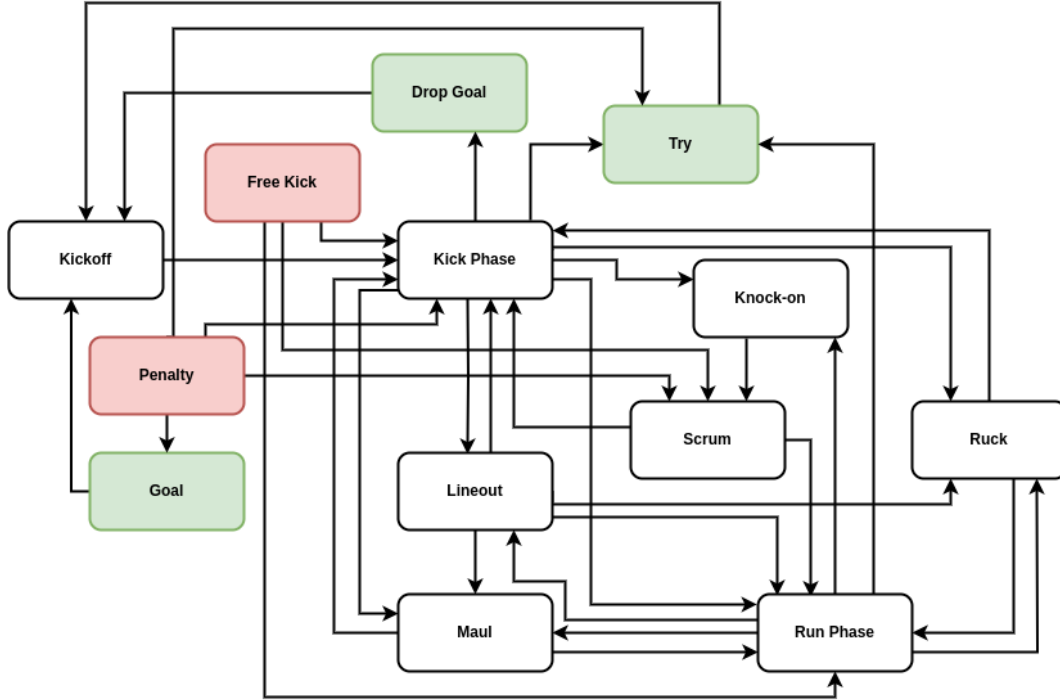 Drop Goal
Try
Free Kick
Kickoff
Kick Phase
Knock-on
Penalty
Scrum
Ruck
Goal
Lineout
Maul
Run Phase